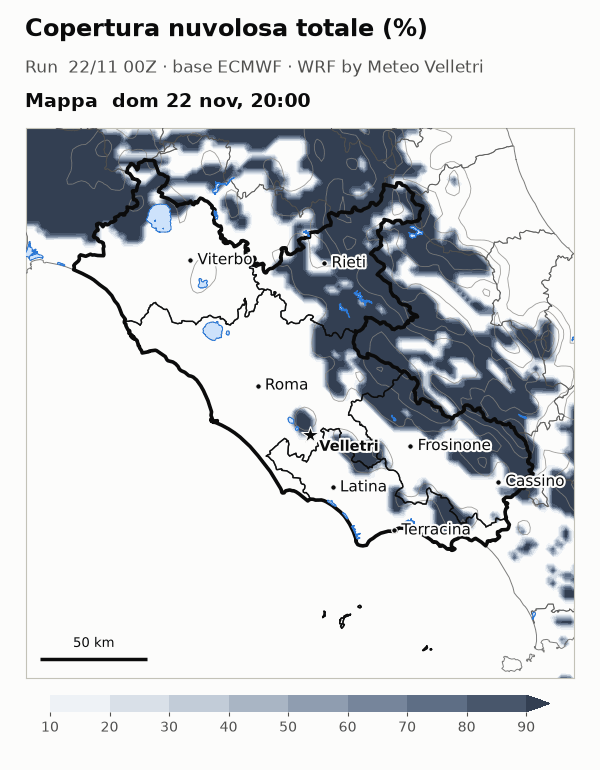 Copertura nuvolosa totale (%)
Run 22/11 00Z · base ECMWF · WRF by Meteo Velletri
Mappa dom 22 nov, 20:00
Viterbo
Rieti
Roma
Velletri
Frosinone
Latina
Cassino
Terracina
50 km
10 20 30 40 50 60 70 80 90